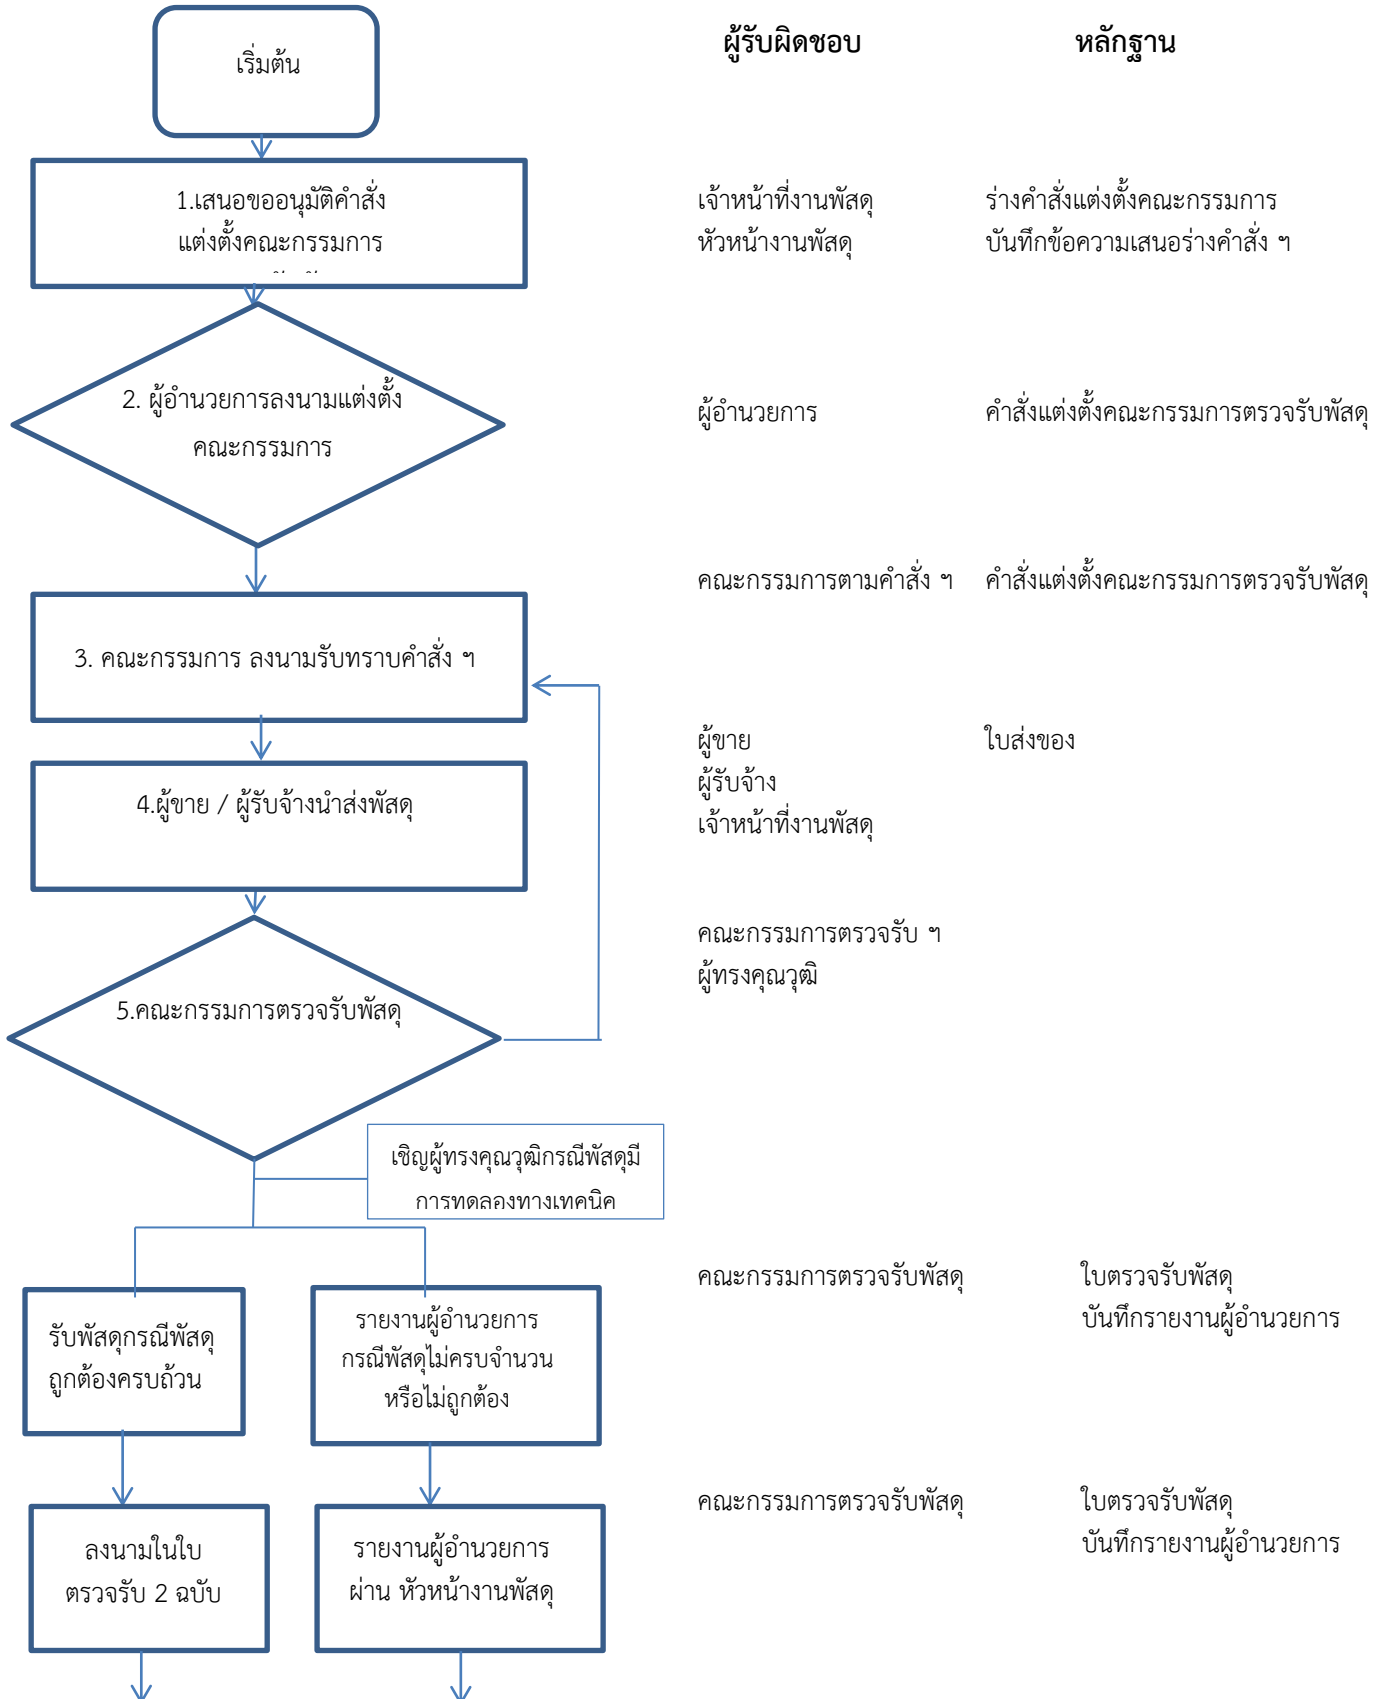 ผู้รับผิดชอบ
หลักฐาน
เริ่มต้น
1.เสนอขออนุมัติคำสั่ง
แต่งตั้งคณะกรรมการ
เจ้าหน้าที่งานพัสดุ
หัวหน้างานพัสดุ
ร่างคำสั่งแต่งตั้งคณะกรรมการ
บันทึกข้อความเสนอร่างคำสั่ง ฯ
2. ผู้อำนวยการลงนามแต่งตั้ง
คณะกรรมการ
ผู้อำนวยการ
คำสั่งแต่งตั้งคณะกรรมการตรวจรับพัสดุ
คณะกรรมการตามคำสั่ง ฯ
คำสั่งแต่งตั้งคณะกรรมการตรวจรับพัสดุ
3. คณะกรรมการ ลงนามรับทราบคำสั่ง ฯ
ผู้ขาย
ผู้รับจ้าง
เจ้าหน้าที่งานพัสดุ
ใบส่งของ
4.ผู้ขาย / ผู้รับจ้างนำส่งพัสดุ
คณะกรรมการตรวจรับ ฯ
ผู้ทรงคุณวุฒิ
5.คณะกรรมการตรวจรับพัสดุ
เชิญผู้ทรงคุณวุฒิกรณีพัสดุมี
การทดลองทางเทคนิค
คณะกรรมการตรวจรับพัสดุ
ใบตรวจรับพัสดุ
บันทึกรายงานผู้อำนวยการ
รับพัสดุกรณีพัสดุ
ถูกต้องครบถ้วน
รายงานผู้อำนวยการ
กรณีพัสดุไม่ครบจำนวน
หรือไม่ถูกต้อง
คณะกรรมการตรวจรับพัสดุ
ใบตรวจรับพัสดุ
บันทึกรายงานผู้อำนวยการ
ลงนามในใบ
ตรวจรับ 2 ฉบับ
รายงานผู้อำนวยการ
ผ่าน หัวหน้างานพัสดุ